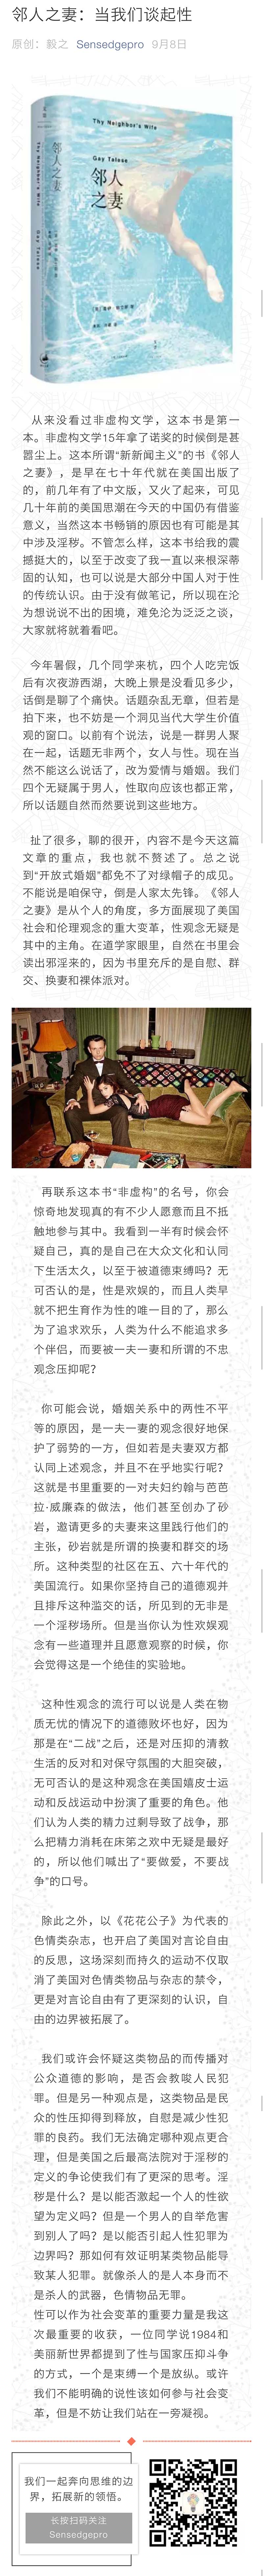 邻人之妻：当我们谈起性
原创：毅之 Sensedgepro 9月8日
Thy Neighbor's Wife
Gay Talese
邻人
之妻
邻人之妻
Thy Neighbor's Wife
Gay Talese
从来没看过非虚构文学，这本书是第一
本。非虚构文学15年拿了诺奖的时候倒是甚
嚣尘上。这本所谓“新新闻主义”的书《邻人
之妻》，是早在七十年代就在美国出版了
的，前几年有了中文版，又火了起来，可见
几十年前的美国思潮在今天的中国仍有借鉴
意义，当然这本书畅销的原因也有可能是其
中涉及淫秽。不管怎么样，这本书给我的震
撼挺大的，以至于改变了我一直以来根深蒂
固的认知，也可以说是大部分中国人对于性
的传统认识。由于没有做笔记，所以现在沦
为想说说不出的困境，难免沦为泛泛之谈，
大家就将就着看吧。
今年暑假，几个同学来杭，四个人吃完饭
后有次夜游西湖，大晚上景是没看见多少，
话倒是聊了个痛快。话题杂乱无章，但若是
拍下来，也不妨是一个洞见当代大学生价值
观的窗口。以前有个说法，说是一群男人聚
在一起，话题无非两个，女人与性。现在当
然不能这么说话了，改为爱情与婚姻。我们
四个无疑属于男人，性取向应该也都正常，
所以话题自然而然要说到这些地方。
扯了很多，聊的很开，内容不是今天这篇
文章的重点，我也就不赘述了。总之说
到“开放式婚姻”都免不了对绿帽子的成见。
不能说是咱保守，倒是人家太先锋。《邻人
之妻》是从个人的角度，多方面展现了美国
社会和伦理观念的重大变革，性观念无疑是
其中的主角。在道学家眼里，自然在书里会
读出邪淫来的，因为书里充斥的是自慰、群
交、换妻和裸体派对。
再联系这本书“非虚构”的名号，你会
惊奇地发现真的有不少人愿意而且不抵
触地参与其中。我看到一半有时候会怀
疑自己，真的是自己在大众文化和认同
下生活太久，以至于被道德束缚吗？无
可否认的是，性是欢娱的，而且人类早
就不把生育作为性的唯一目的了，那么
为了追求欢乐，人类为什么不能追求多
个伴侣，而要被一夫一妻和所谓的不忠
观念压抑呢？
你可能会说，婚姻关系中的两性不平
等的原因，是一夫一妻的观念很好地保
护了弱势的一方，但如若是夫妻双方都
认同上述观念，并且不在乎地实行呢？
这就是书里重要的一对夫妇约翰与芭芭
拉·威廉森的做法，他们甚至创办了砂
岩，邀请更多的夫妻来这里践行他们的
主张，砂岩就是所谓的换妻和群交的场
所。这种类型的社区在五、六十年代的
美国流行。如果你坚持自己的道德观并
且排斥这种滥交的话，所见到的无非是
一个淫秽场所。但是当你认为性欢娱观
念有一些道理并且愿意观察的时候，你
会觉得这是一个绝佳的实验地。
这种性观念的流行可以说是人类在物
质无忧的情况下的道德败坏也好，因为
那是在“二战”之后，还是对压抑的清教
生活的反对和对保守氛围的大胆突破，
无可否认的是这种观念在美国嬉皮士运
动和反战运动中扮演了重要的角色。他
们认为人类的精力过剩导致了战争，那
么把精力消耗在床笫之欢中无疑是最好
的，所以他们喊出了“要做爱，不要战
争”的口号。
除此之外，以《花花公子》为代表的
色情类杂志，也开启了美国对言论自由
的反思，这场深刻而持久的运动不仅取
消了美国对色情类物品与杂志的禁令，
更是对言论自由有了更深刻的认识，自
由的边界被拓展了。
我们或许会怀疑这类物品的而传播对
公众道德的影响，是否会教唆人民犯
罪。但是另一种观点是，这类物品是民
众的性压抑得到释放，自慰是减少性犯
罪的良药。我们无法确定哪种观点更合
理，但是美国之后最高法院对于淫秽的
定义的争论使我们有了更深的思考。淫
秽是什么？是以能否激起一个人的性欲
望为定义吗？但是一个男人的自举危害
到别人了吗？是以能否引起人性犯罪为
边界吗？那如何有效证明某类物品能导
致某人犯罪。就像杀人的是人本身而不
是杀人的武器，色情物品无罪。
性可以作为社会变革的重要力量是我这
次最重要的收获，一位同学说1984和
美丽新世界都提到了性与国家压抑斗争
的方式，一个是束缚一个是放纵。或许
我们不能明确的说性该如何参与社会变
革，但是不妨让我们站在一旁凝视。
我们一起奔向思维的边
界，拓展新的领悟。
长按扫码关注
Sensedgepro